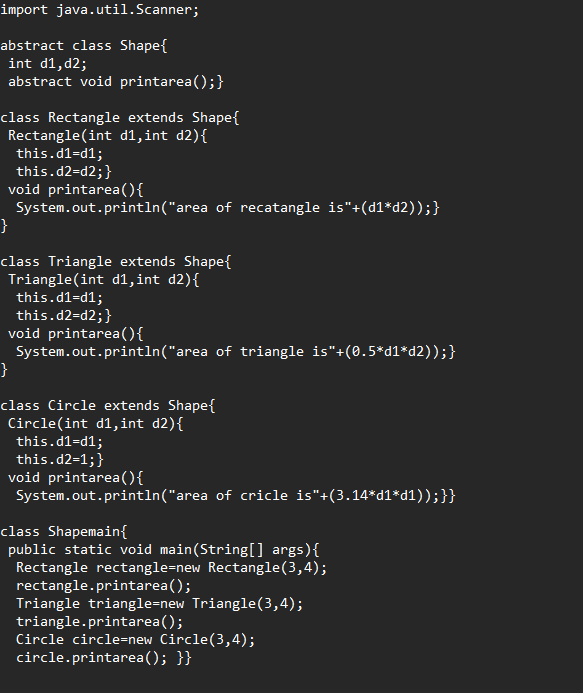 import java.util.Scanner;
abstract class Shape{
int d1,d2;
abstract void printarea();}
class Rectangle extends Shape{
Rectangle(int d1,int d2){
this.d1=d1;
this.d2=d2;}
void printarea(){
System.out.println("area of recatangle is"+(d1*d2));}
}
class Triangle extends Shape{
Triangle(int d1,int d2){
this.d1=d1;
this.d2=d2;}
void printarea(){
System.out.println("area of triangle is"+(0.5*d1*d2));}
}
class Circle extends Shape{
Circle(int d1,int d2){
this.d1=d1;
this.d2=1;}
void printarea(){
System.out.println("area of cricle is"+(3.14*d1*d1));}}
class Shapemain{
public static void main(String[] args){
Rectangle rectangle=new Rectangle(3,4);
rectangle.printarea();
Triangle triangle=new Triangle(3,4);
triangle.printarea();
Circle circle=new Circle(3,4);
circle.printarea(); }}